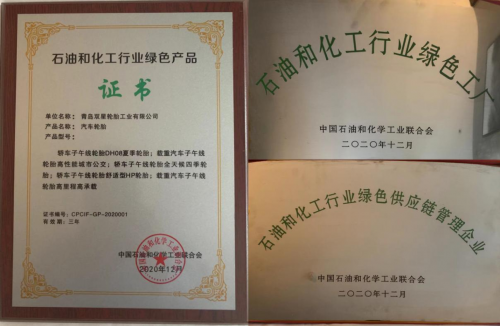 石油和化工行业绿色产品
证书
单位名称：青岛双星轮胎工业有限公司
产品名称：汽车轮胎
产品型号：
轿车子午线轮胎DH08夏季轮胎；载重汽车子午线
轮胎高性能城市公交；轿车子午线轮胎全天候四季轮
胎；轿车子午线轮胎舒适型HP轮胎；载重汽车子午线
轮胎高里程高承载
证书编号：CPCIF-GP-2020001
有效期：三年
中国石油和化学工业联合会
2020年12月
石油和化工行业绿色工厂
中国石油和化学工业联合会
二〇二〇年十二月
石油和化工行业绿色供应链管理企业
中国石油和化学工业联合会
二〇二〇年十二月